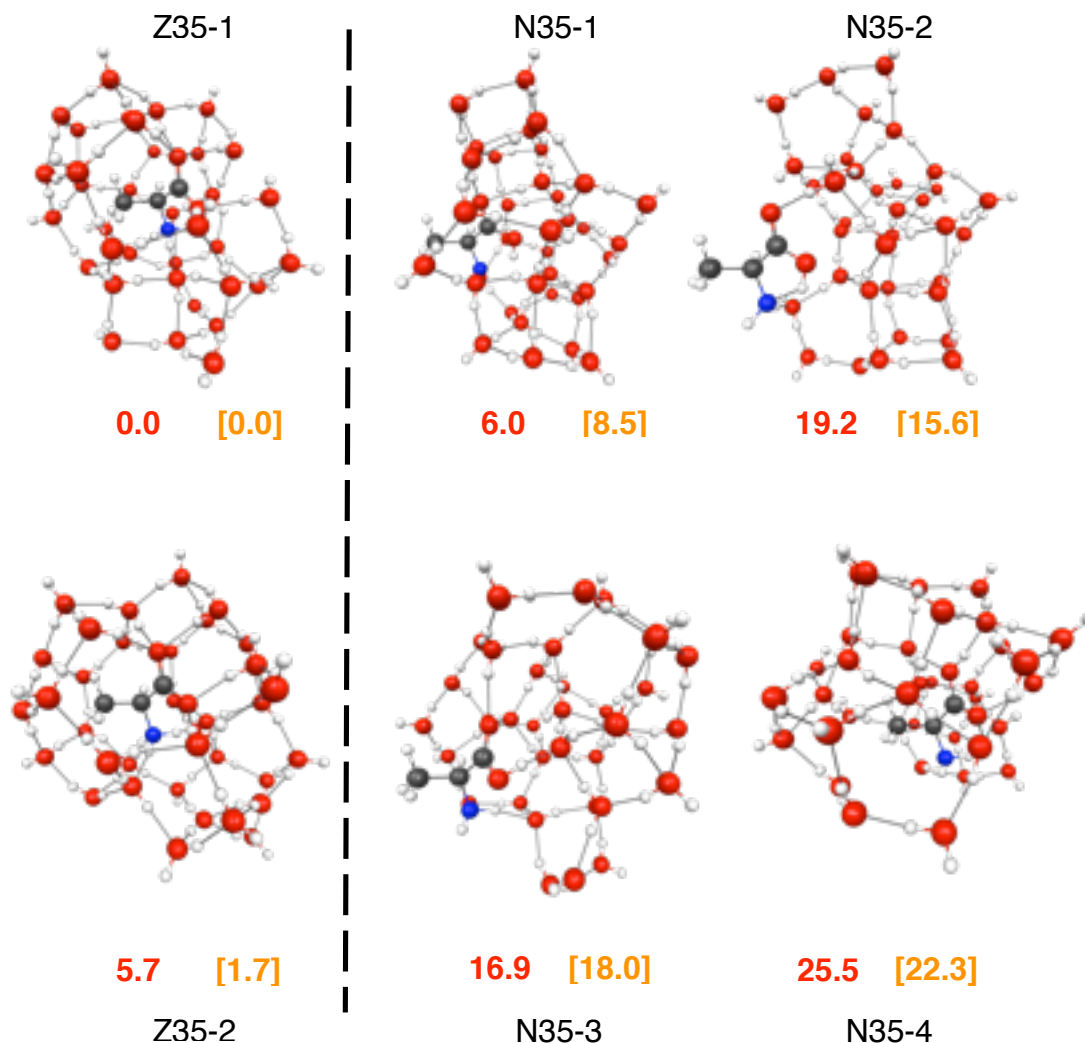 Z35-1 N35-1 N35-2
0.0 [0.0] 6.0 [8.5] 19.2 [15.6]
5.7 [1.7] 16.9 [18.0] 25.5 [22.3]
Z35-2 N35-3 N35-4